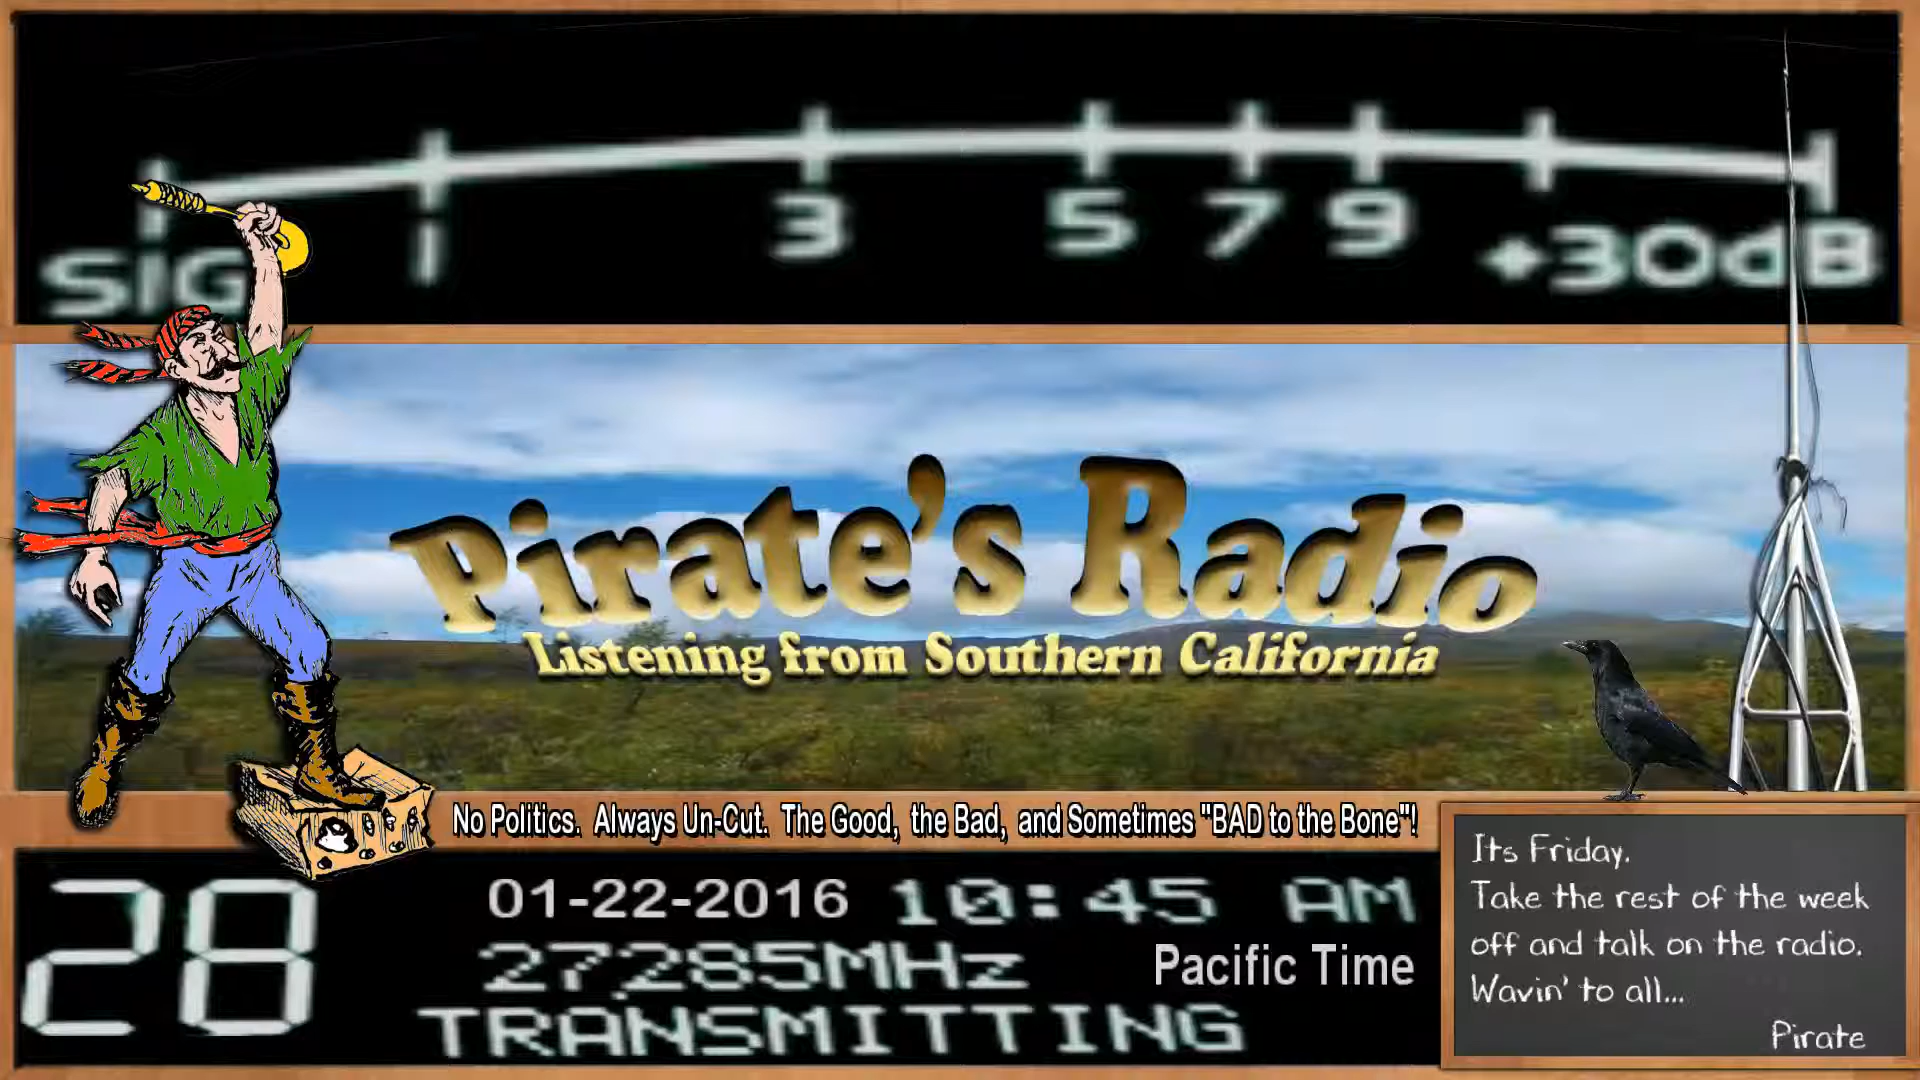 SIG 1 3 5 7 9 +30dB
Pirate's Radio
Listening from Southern California
No Politics. Always Un-Cut. The Good, the Bad, and Sometimes "BAD to the Bone"!
28
01-22-2016 10:45 AM
27.285MHz Pacific Time
TRANSMITTING
Its Friday.
Take the rest of the week
off and talk on the radio.
Wavin' to all...
Pirate